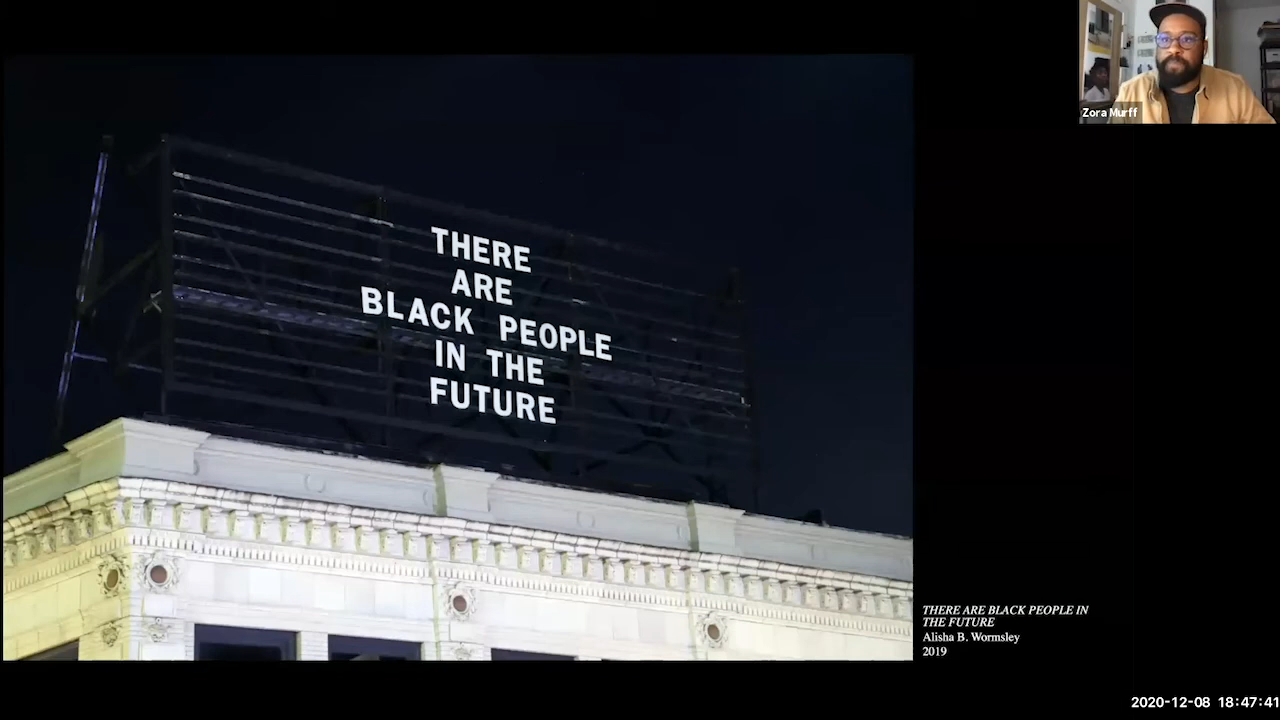 Zora Murff
THERE
ARE
BLACK PEOPLE
IN THE
FUTURE
THERE ARE BLACK PEOPLE IN
THE FUTURE
Alisha B. Wormsley
2019
2020-12-08 18:47:41